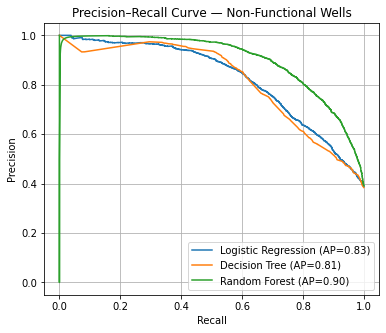 Precision–Recall Curve — Non-Functional Wells
Precision
1.0
0.8
0.6
0.4
0.2
0.0
0.0 0.2 0.4 0.6 0.8 1.0
Recall
Logistic Regression (AP=0.83)
Decision Tree (AP=0.81)
Random Forest (AP=0.90)